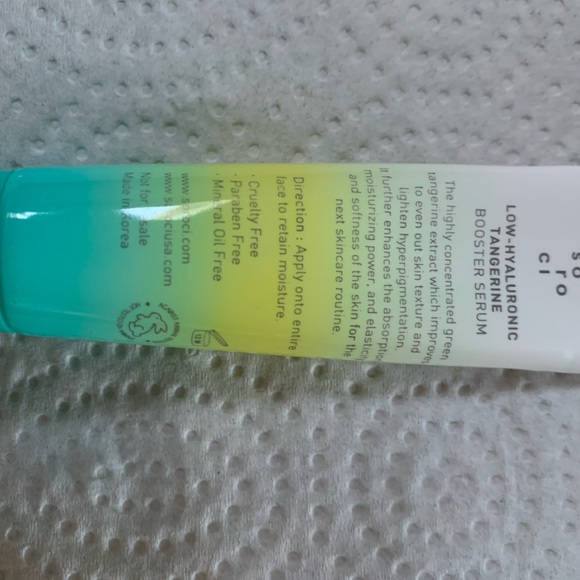 so
ro
ci
LOW-HYALURONIC
TANGERINE
BOOSTER SERUM
The highly concentrated green
tangerine extract which improves
to even out skin texture and
lighten hyperpigmentation.
It further enhances the absorption
moisturizing power, and elasticity
and softness of the skin for the
next skincare routine.
Direction : Apply onto entire
face to retain moisture.
· Cruelty Free
· Paraben Free
· Mineral Oil Free
www.soroci.com
www.sorociusa.com
Not for sale
Made in Korea